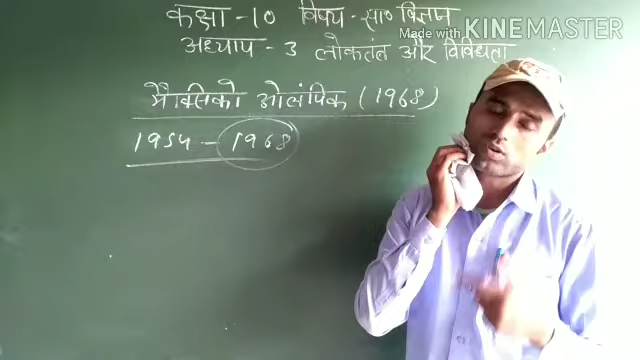 Made with KINEMASTER
कक्षा - 10 विषय - सा० विज्ञान
अध्याय - 3 लोकतंत्र और विविधता
मैक्सिको ओलंपिक (1968)
1954 - 1968